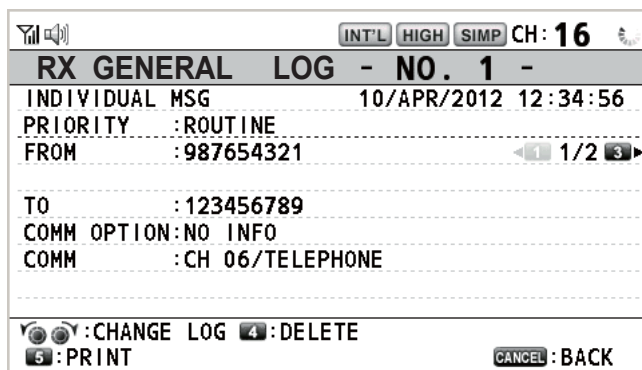 INT'L HIGH SIMP CH: 16
RX GENERAL LOG - NO. 1 -
INDIVIDUAL MSG 10/APR/2012 12:34:56
PRIORITY :ROUTINE
FROM :987654321 1 1/2 3
TO :123456789
COMM OPTION:NO INFO
COMM :CH 06/TELEPHONE
:CHANGE LOG 4:DELETE
5:PRINT CANCEL:BACK